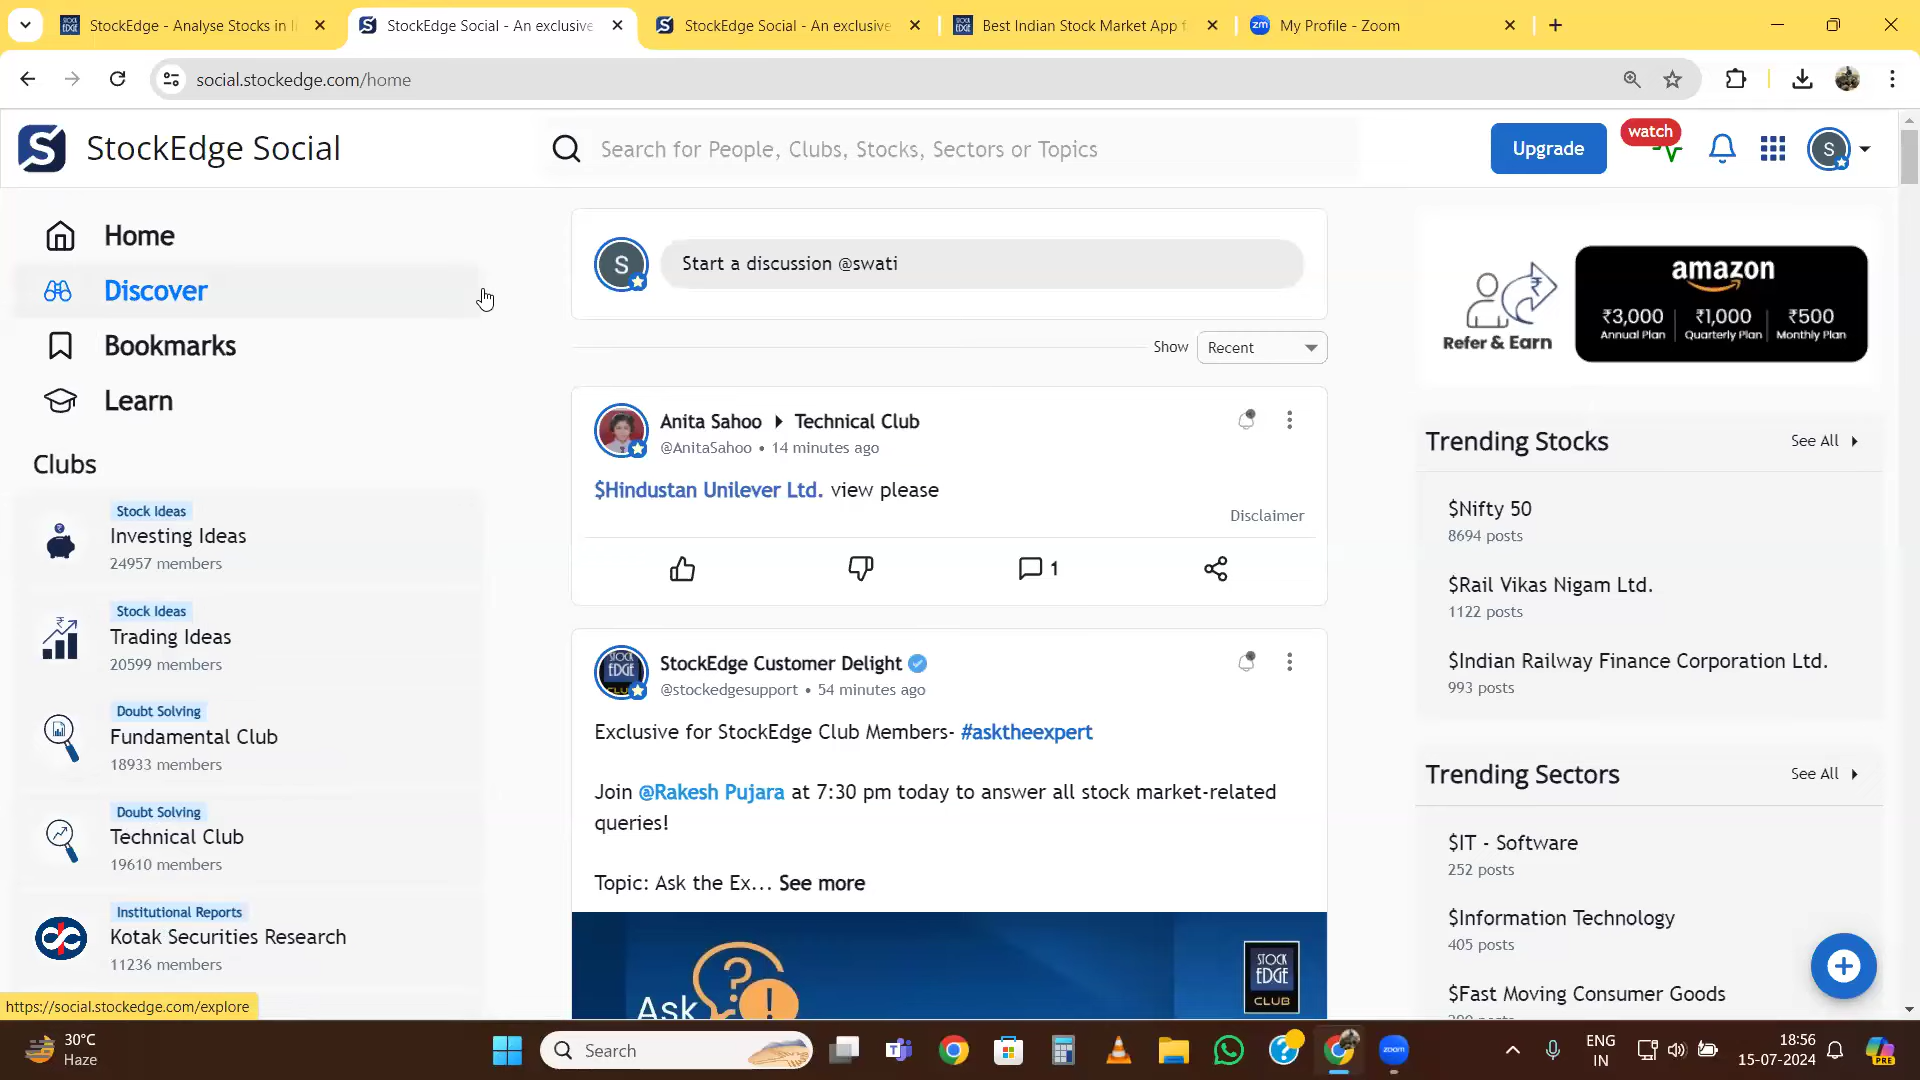 StockEdge - Analyse Stocks in
StockEdge Social - An exclusive
StockEdge Social - An exclusive
Best Indian Stock Market App
zm My Profile - Zoom
social.stockedge.com/home
S StockEdge Social
Search for People, Clubs, Stocks, Sectors or Topics
Upgrade
watch
S
Home
Discover
Bookmarks
Learn
Clubs
Stock Ideas
Investing Ideas
24957 members
Stock Ideas
Trading Ideas
20599 members
Doubt Solving
Fundamental Club
18933 members
Doubt Solving
Technical Club
19610 members
Institutional Reports
Kotak Securities Research
11236 members
https://social.stockedge.com/explore
S
Start a discussion @swati
Show Recent
Anita Sahoo Technical Club
@AnitaSahoo • 14 minutes ago
$Hindustan Unilever Ltd. view please
Disclaimer
1
STOCK EDGE CLUB
StockEdge Customer Delight
@stockedgesupport • 54 minutes ago
Exclusive for StockEdge Club Members- #asktheexpert
Join @Rakesh Pujara at 7:30 pm today to answer all stock market-related
queries!
Topic: Ask the Ex... See more
Ask
? !
STOCK
EDGE
CLUB
Refer & Earn
amazon
₹3,000 ₹1,000 ₹500
Annual Plan Quarterly Plan Monthly Plan
Trending Stocks See All
$Nifty 50
8694 posts
$Rail Vikas Nigam Ltd.
1122 posts
$Indian Railway Finance Corporation Ltd.
993 posts
Trending Sectors See All
$IT - Software
252 posts
$Information Technology
405 posts
$Fast Moving Consumer Goods
30°C
Haze
Search
zoom
ENG
IN
18:56
15-07-2024
PRE